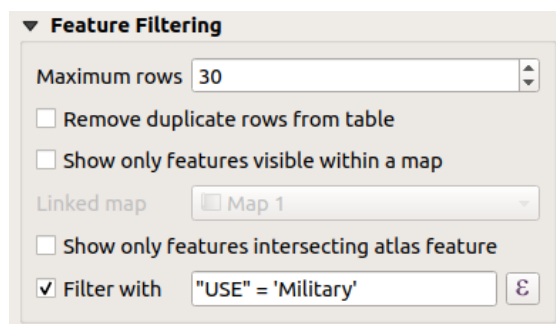 Feature Filtering
Maximum rows 30
Remove duplicate rows from table
Show only features visible within a map
Linked map Map 1
Show only features intersecting atlas feature
Filter with "USE" = 'Military' ε